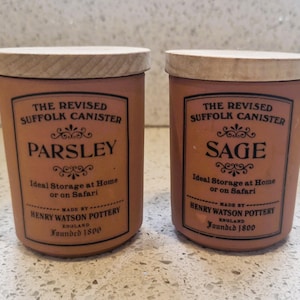 THE REVISED
SUFFOLK CANISTER
PARSLEY
Ideal Storage at Home
or on Safari
MADE BY
HENRY WATSON POTTERY
ENGLAND
Founded 1800
THE REVISED
SUFFOLK CANISTER
SAGE
Ideal Storage at Home
or on Safari
MADE BY
HENRY WATSON POTTERY
ENGLAND
Founded 1800